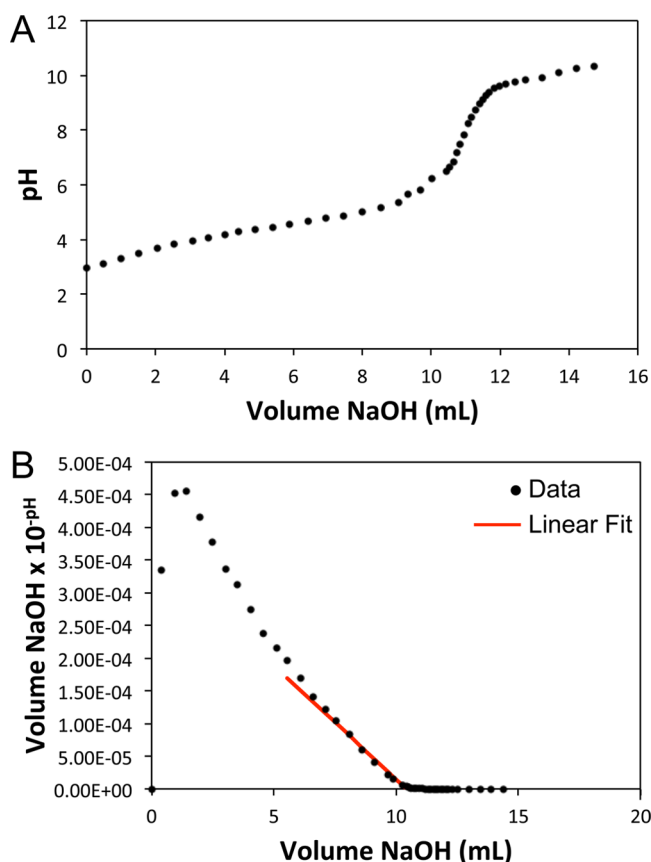 A
12
10
8
6
4
2
0
pH
0 2 4 6 8 10 12 14 16
Volume NaOH (mL)
B
5.00E-04
4.50E-04
4.00E-04
3.50E-04
3.00E-04
2.50E-04
2.00E-04
1.50E-04
1.00E-04
5.00E-05
0.00E+00
Volume NaOH x 10-pH
Data
Linear Fit
0 5 10 15 20
Volume NaOH (mL)